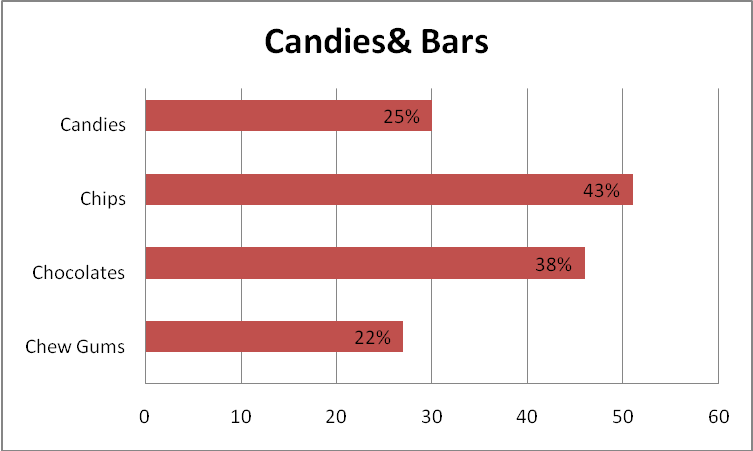 Candies& Bars
Candies 25%
Chips 43%
Chocolates 38%
Chew Gums 22%
0 10 20 30 40 50 60